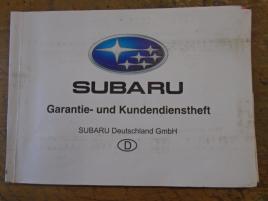 SUBARU
Garantie- und Kundendienstheft
SUBARU Deutschland GmbH
D